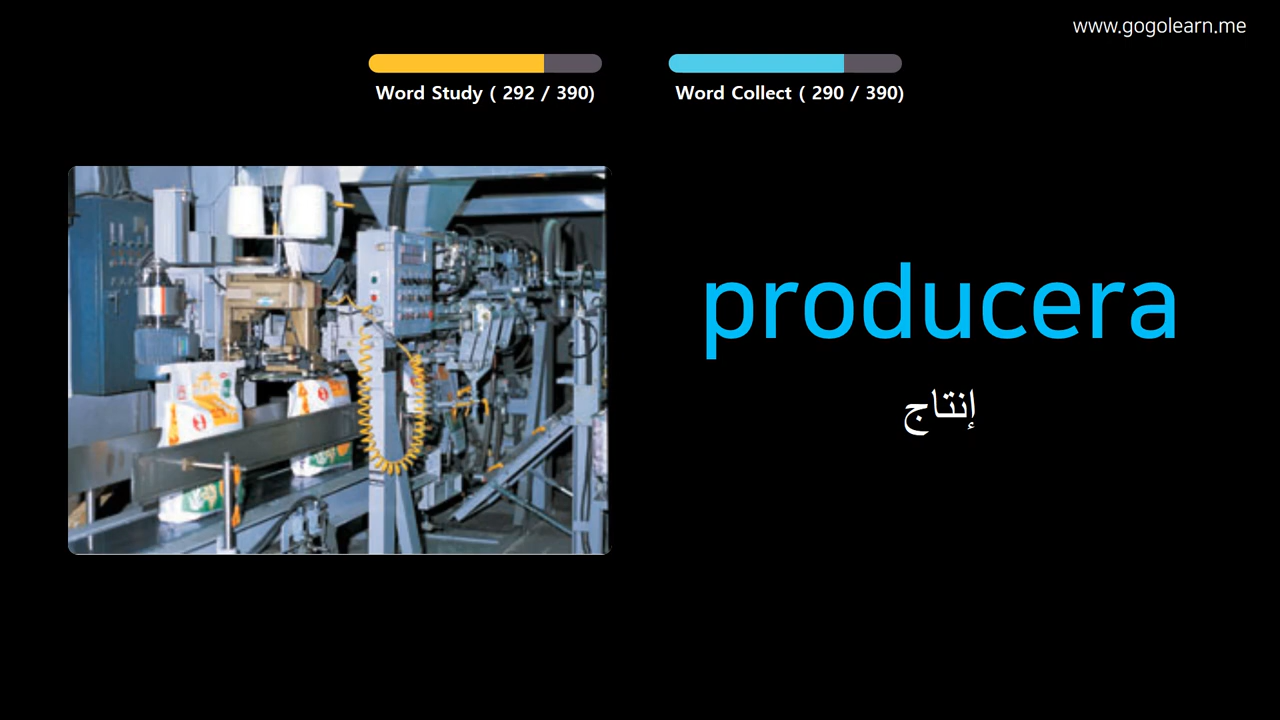 www.gogolearn.me
Word Study ( 292 / 390)
Word Collect ( 290 / 390)
producera
إنتاج